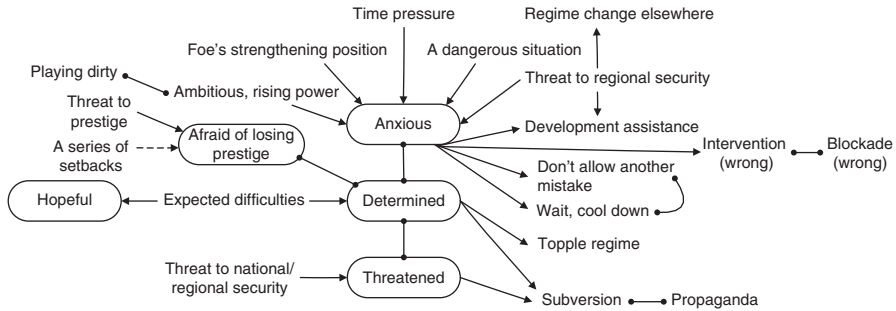 Time pressure
Regime change elsewhere
Foe's strengthening position
A dangerous situation
Playing dirty
Threat to regional security
Ambitious, rising power
Threat to
prestige
Anxious
Development assistance
Afraid of losing
prestige
A series of
setbacks
Intervention
(wrong)
Blockade
(wrong)
Don't allow another
mistake
Hopeful
Expected difficulties
Determined
Wait, cool down
Topple regime
Threat to national/
regional security
Threatened
Subversion
Propaganda